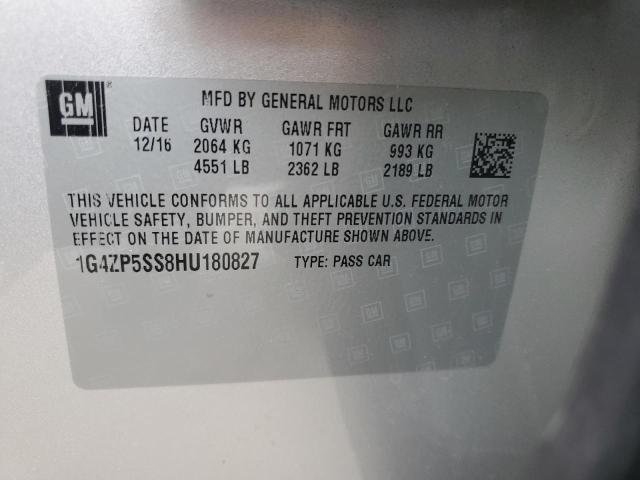 GM
MFD BY GENERAL MOTORS LLC
DATE GVWR GAWR FRT GAWR RR
12/16 2064 KG 1071 KG 993 KG
4551 LB 2362 LB 2189 LB
THIS VEHICLE CONFORMS TO ALL APPLICABLE U.S. FEDERAL MOTOR
VEHICLE SAFETY, BUMPER, AND THEFT PREVENTION STANDARDS IN
EFFECT ON THE DATE OF MANUFACTURE SHOWN ABOVE.
1G4ZP5SS8HU180827 TYPE: PASS CAR